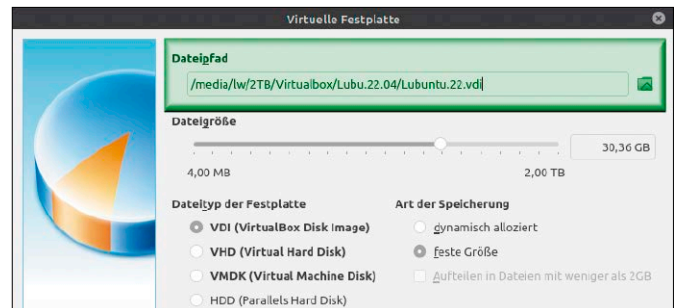 Virtuelle Festplatte
Dateipfad
/media/lw/2TB/Virtualbox/Lubu.22.04/Lubuntu.22.vdi
Dateigröße
30,36 GB
4,00 MB 2,00 TB
Dateityp der Festplatte Art der Speicherung
VDI (VirtualBox Disk Image) dynamisch alloziert
VHD (Virtual Hard Disk) feste Größe
VMDK (Virtual Machine Disk) Aufteilen in Dateien mit weniger als 2GB
HDD (Parallels Hard Disk)